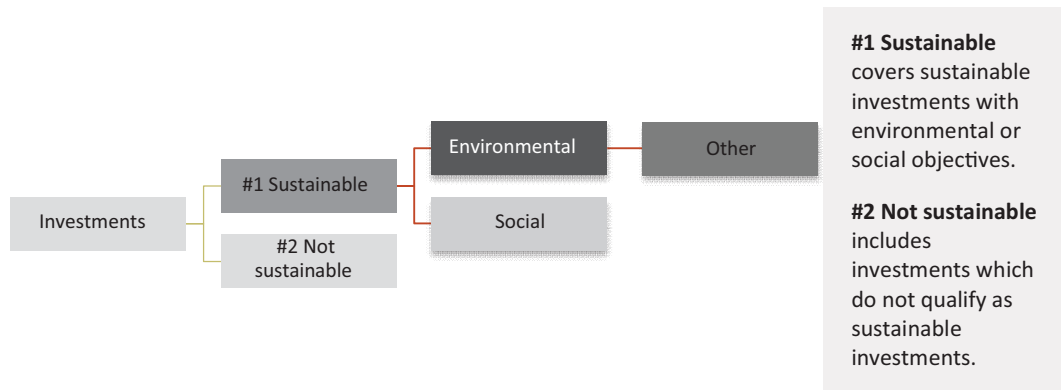 Investments
#1 Sustainable
#2 Not
sustainable
Environmental
Social
Other
#1 Sustainable
covers sustainable
investments with
environmental or
social objectives.
#2 Not sustainable
includes
investments which
do not qualify as
sustainable
investments.